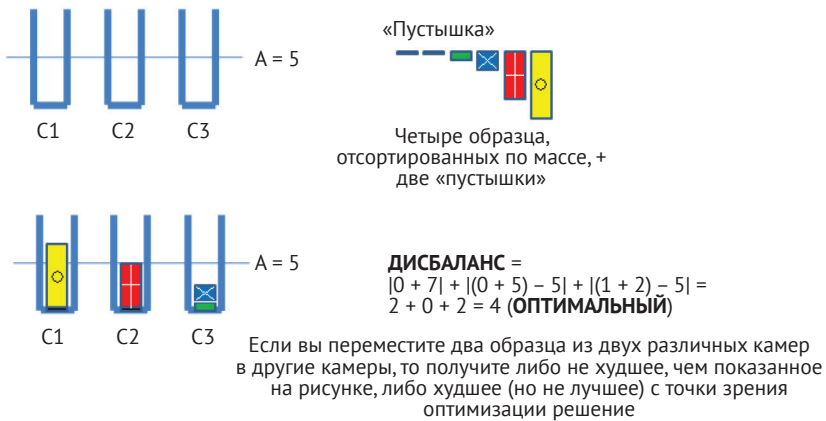 «Пустышка»
A = 5
C1 C2 C3
Четыре образца,
отсортированных по массе, +
две «пустышки»
A = 5
ДИСБАЛАНС =
|0 + 7| + |(0 + 5) – 5| + |(1 + 2) – 5| =
2 + 0 + 2 = 4 (ОПТИМАЛЬНЫЙ)
C1 C2 C3
Если вы переместите два образца из двух различных камер
в другие камеры, то получите либо не худшее, чем показанное
на рисунке, либо худшее (но не лучшее) с точки зрения
оптимизации решение